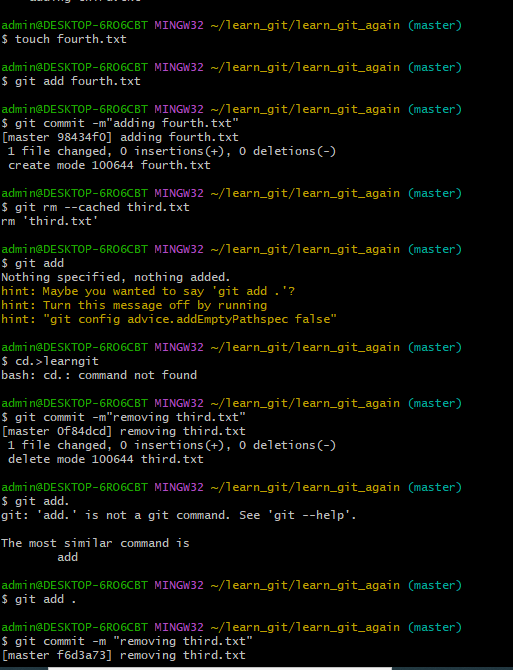 $ touch fourth.txt
admin@DESKTOP-6RO6CBT MINGW32 ~/learn_git/learn_git_again (master)
$ git add fourth.txt
admin@DESKTOP-6RO6CBT MINGW32 ~/learn_git/learn_git_again (master)
$ git commit -m"adding fourth.txt"
[master 98434f0] adding fourth.txt
 1 file changed, 0 insertions(+), 0 deletions(-)
 create mode 100644 fourth.txt
admin@DESKTOP-6RO6CBT MINGW32 ~/learn_git/learn_git_again (master)
$ git rm --cached third.txt
rm 'third.txt'
admin@DESKTOP-6RO6CBT MINGW32 ~/learn_git/learn_git_again (master)
$ git add
Nothing specified, nothing added.
hint: Maybe you wanted to say 'git add .'?
hint: Turn this message off by running
hint: "git config advice.addEmptyPathspec false"
admin@DESKTOP-6RO6CBT MINGW32 ~/learn_git/learn_git_again (master)
$ cd.>learngit
bash: cd.: command not found
admin@DESKTOP-6RO6CBT MINGW32 ~/learn_git/learn_git_again (master)
$ git commit -m"removing third.txt"
[master 0f84dcd] removing third.txt
 1 file changed, 0 insertions(+), 0 deletions(-)
 delete mode 100644 third.txt
admin@DESKTOP-6RO6CBT MINGW32 ~/learn_git/learn_git_again (master)
$ git add.
git: 'add.' is not a git command. See 'git --help'.
The most similar command is
        add
admin@DESKTOP-6RO6CBT MINGW32 ~/learn_git/learn_git_again (master)
$ git add .
admin@DESKTOP-6RO6CBT MINGW32 ~/learn_git/learn_git_again (master)
$ git commit -m "removing third.txt"
[master f6d3a73] removing third.txt